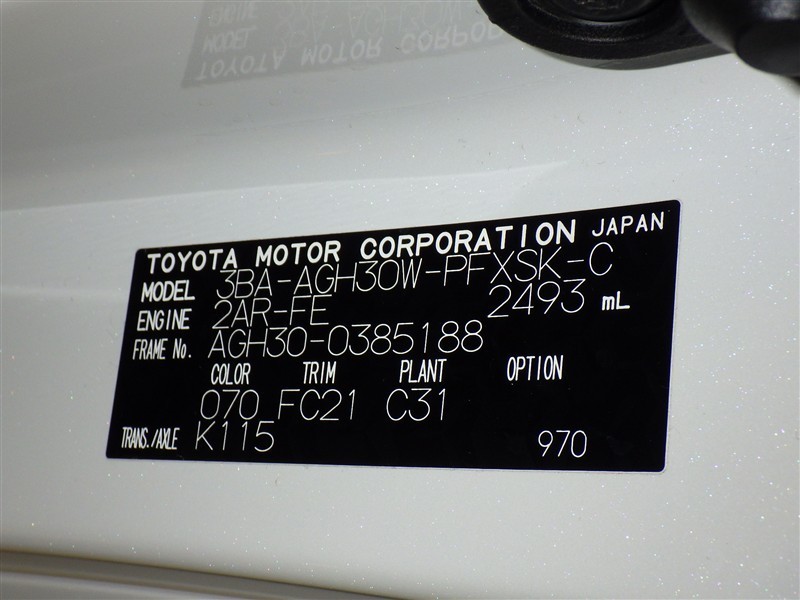 TOYOTA MOTOR CORPORATION JAPAN
MODEL 3BA-AGH30W-PFXSK-C
ENGINE 2AR-FE 2493 mL
FRAME No. AGH30-0385188
COLOR TRIM PLANT OPTION
070 FC21 C31
TRANS./AXLE K115 970